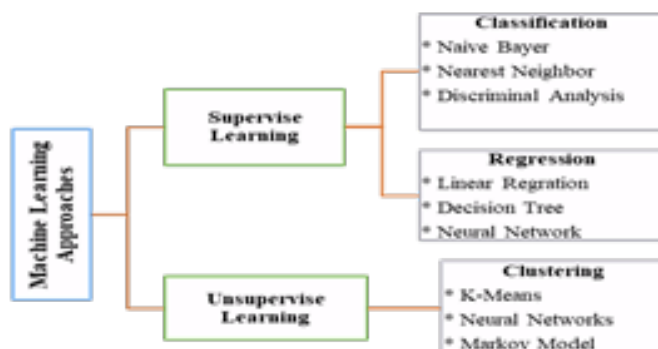 Machine Learning
Approaches
Supervise
Learning
Classification
* Naive Bayer
* Nearest Neighbor
* Discriminal Analysis
Regression
* Linear Regration
* Decision Tree
* Neural Network
Unsupervise
Learning
Clustering
* K-Means
* Neural Networks
* Markov Model